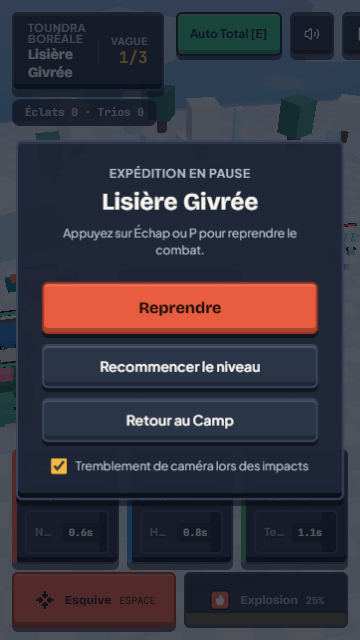 TOUNDRA
BORÉALE
Lisière
Givrée
VAGUE
1/3
Auto Total [E]
Éclats 0 · Trios 0
EXPÉDITION EN PAUSE
Lisière Givrée
Appuyez sur Échap ou P pour reprendre le
combat.
Reprendre
Recommencer le niveau
Retour au Camp
Tremblement de caméra lors des impacts
N... 0.6s
H... 0.8s
Te... 1.1s
Esquive ESPACE
Explosion 25%